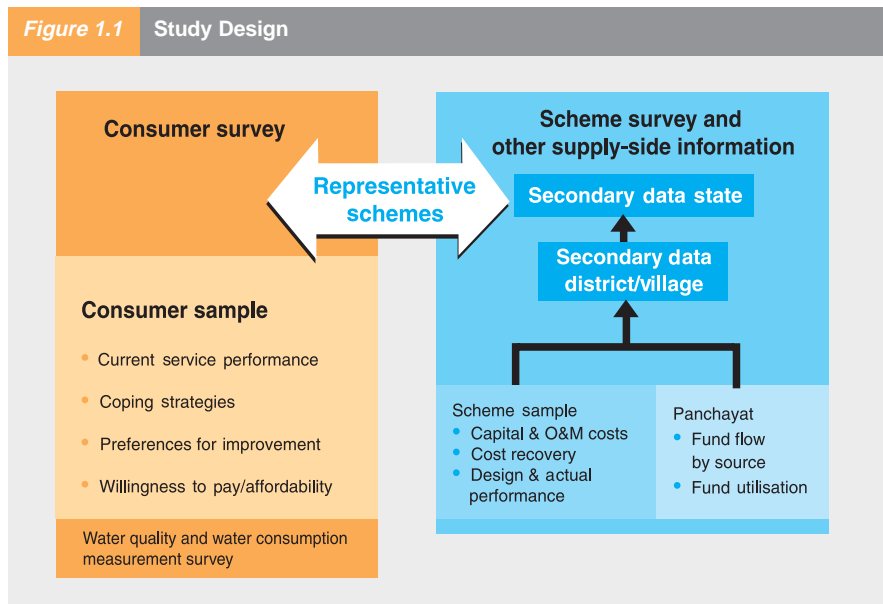 Figure 1.1 Study Design
Consumer survey
Representative
schemes
Scheme survey and
other supply-side information
Secondary data state
Secondary data
district/village
Consumer sample
• Current service performance
• Coping strategies
• Preferences for improvement
• Willingness to pay/affordability
Water quality and water consumption
measurement survey
Scheme sample
• Capital & O&M costs
• Cost recovery
• Design & actual
performance
Panchayat
• Fund flow
by source
• Fund utilisation